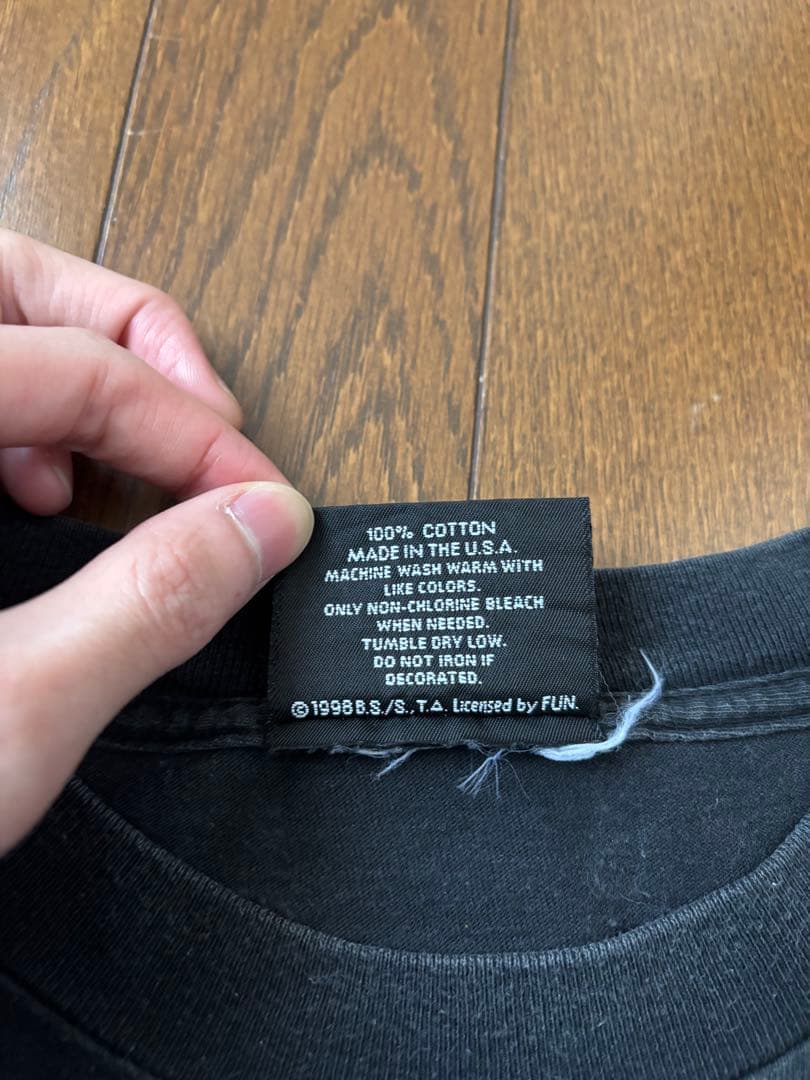 100% COTTON
MADE IN THE U.S.A.
MACHINE WASH WARM WITH
LIKE COLORS.
ONLY NON-CHLORINE BLEACH
WHEN NEEDED.
TUMBLE DRY LOW.
DO NOT IRON IF
DECORATED.
©1998 B.S./S., T.A. Licensed by FUN.